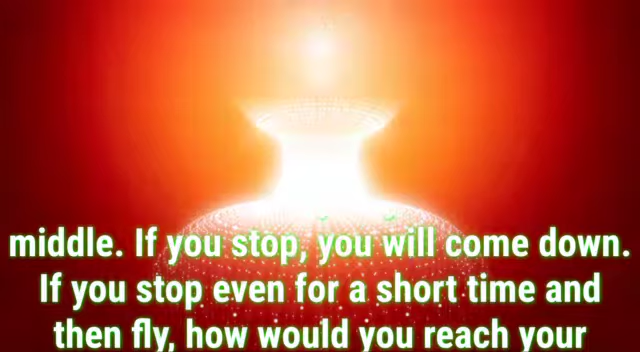 middle. If you stop, you will come down.
If you stop even for a short time and
then fly, how would you reach your